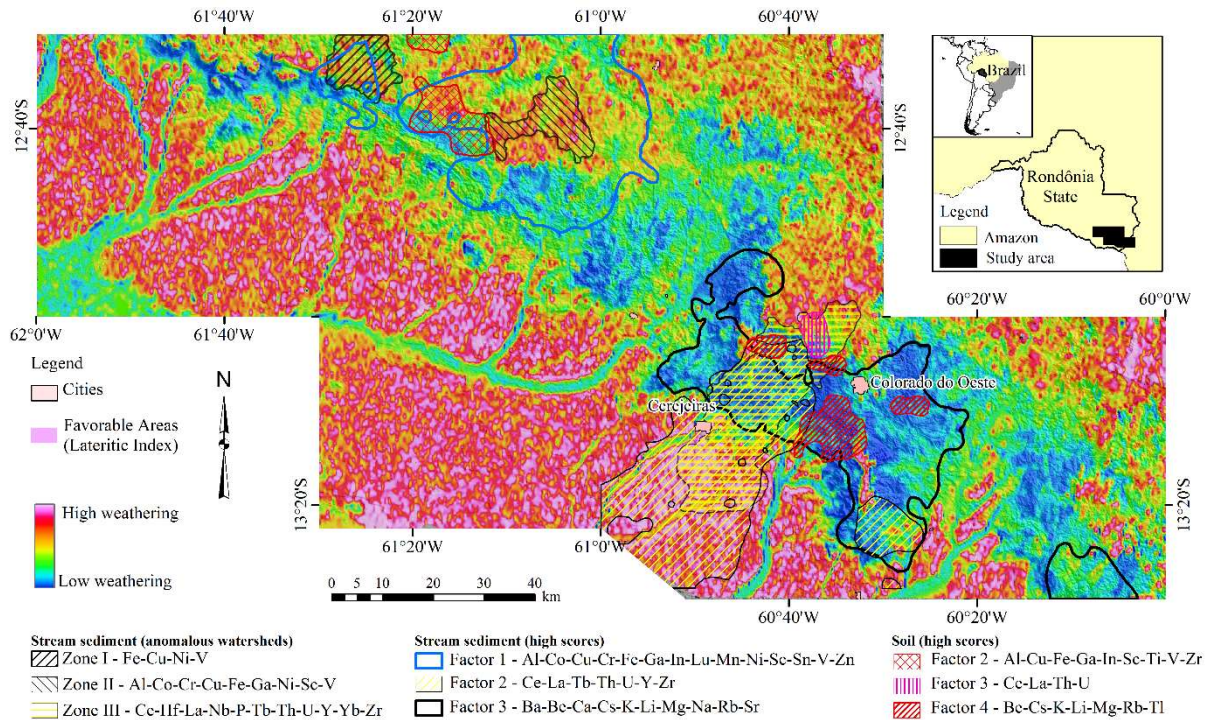 61°40'W
61°20'W
61°0'W
60°40'W
12°40'S
12°40'S
Brazil
Rondônia
State
Legend
Amazon
Study area
60°20'W
60°0'W
62°0'W
61°40'W
Legend
Cities
Favorable Areas
(Lateritic Index)
N
High weathering
Low weathering
Colorado do Oeste
Cerejeiras
13°20'S
13°20'S
61°20'W
61°0'W
60°40'W
60°20'W
0 5 10 20 30 40
km
Stream sediment (anomalous watersheds)
Zone I - Fe-Cu-Ni-V
Zone II - Al-Co-Cr-Cu-Fe-Ga-Ni-Sc-V
Zone III - Ce-Hf-La-Nb-P-Tb-Th-U-Y-Yb-Zr
Stream sediment (high scores)
Factor 1 - Al-Co-Cu-Cr-Fe-Ga-In-Lu-Mn-Ni-Sc-Sn-V-Zn
Factor 2 - Ce-La-Tb-Th-U-Y-Zr
Factor 3 - Ba-Be-Ca-Cs-K-Li-Mg-Na-Rb-Sr
Soil (high scores)
Factor 2 - Al-Cu-Fe-Ga-In-Sc-Ti-V-Zr
Factor 3 - Ce-La-Th-U
Factor 4 - Be-Cs-K-Li-Mg-Rb-Tl